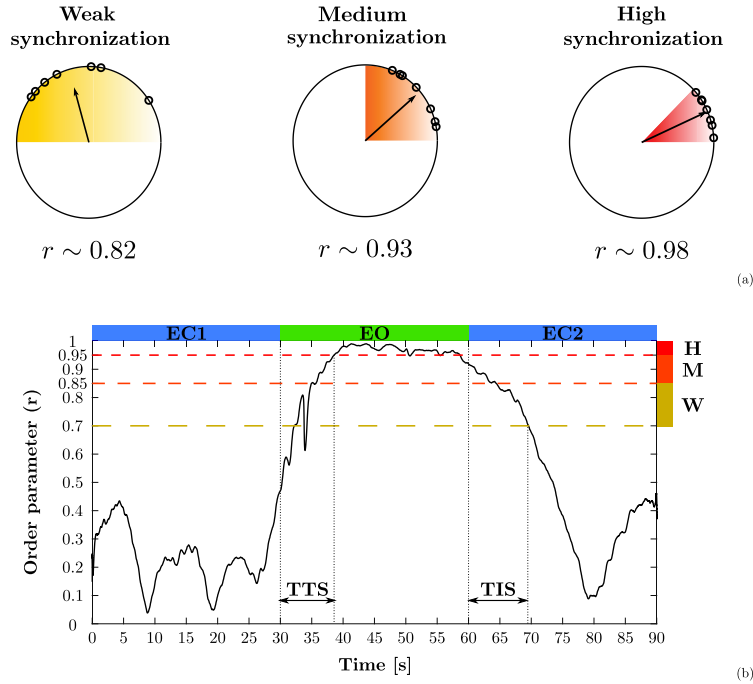 Weak
synchronization
Medium
synchronization
High
synchronization
r ∼ 0.82
r ∼ 0.93
r ∼ 0.98
(a)
EC1
EO
EC2
1
0.95
0.9
0.85
0.8
0.7
0.6
0.5
0.4
0.3
0.2
0.1
0
Order parameter (r)
H
M
W
TTS
TIS
0 5 10 15 20 25 30 35 40 45 50 55 60 65 70 75 80 85 90
Time [s]
(b)